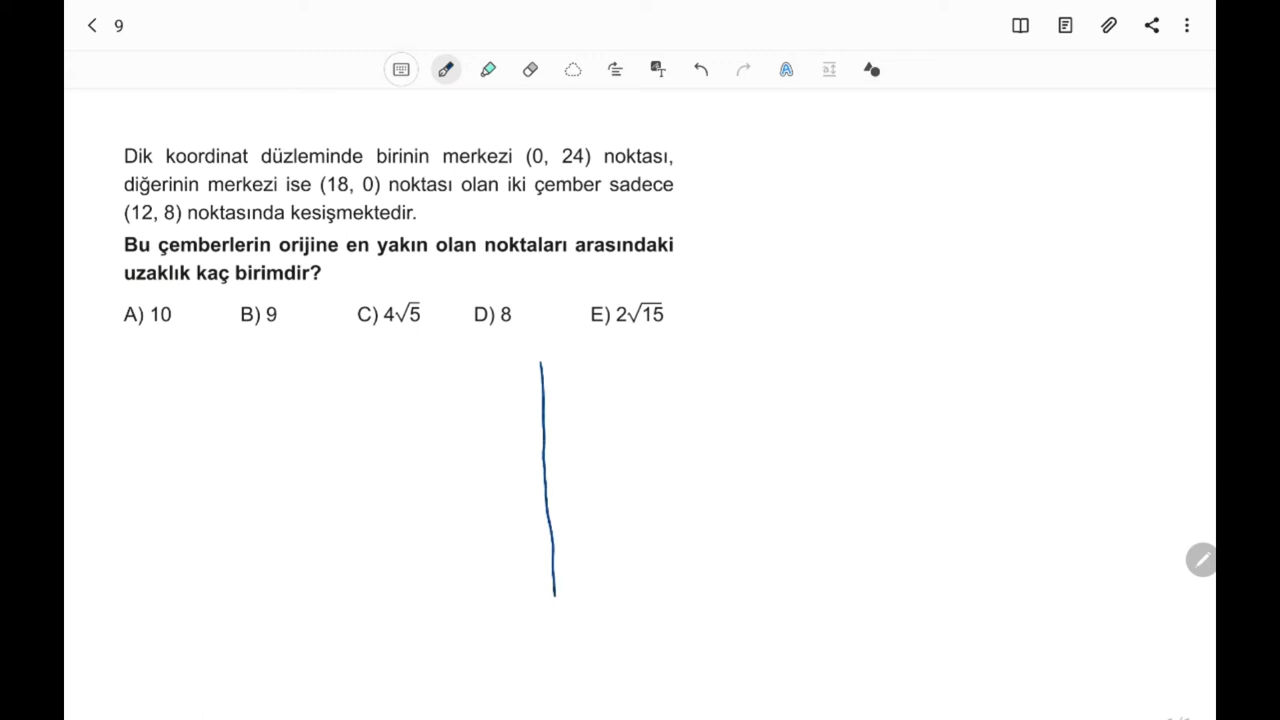 9
Dik koordinat düzleminde birinin merkezi (0, 24) noktası,
diğerinin merkezi ise (18, 0) noktası olan iki çember sadece
(12, 8) noktasında kesişmektedir.
Bu çemberlerin orijine en yakın olan noktaları arasındaki
uzaklık kaç birimdir?
A) 10 B) 9 C) 4√5 D) 8 E) 2√15